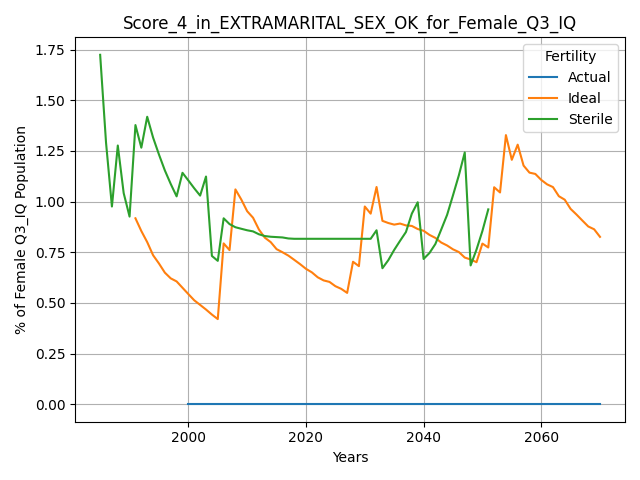 Score_4_in_EXTRAMARITAL_SEX_OK_for_Female_Q3_IQ
Fertility
Actual
Ideal
Sterile
% of Female Q3_IQ Population
1.75
1.50
1.25
1.00
0.75
0.50
0.25
0.00
2000 2020 2040 2060
Years